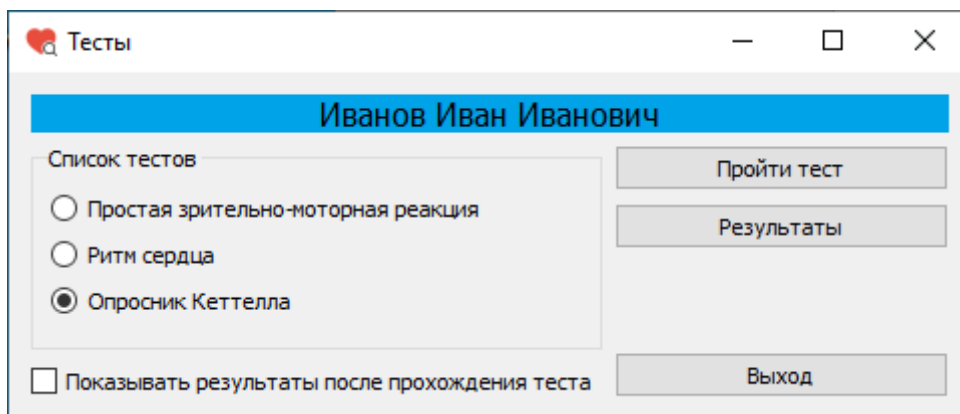 Тесты
Иванов Иван Иванович
Список тестов
Простая зрительно-моторная реакция
Ритм сердца
Опросник Кеттелла
Показывать результаты после прохождения теста
Пройти тест
Результаты
Выход